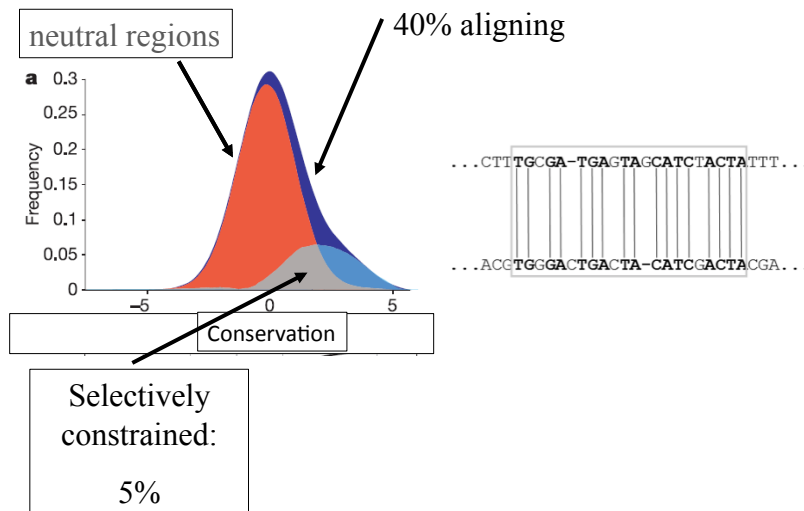 neutral regions
40% aligning
a
0.3
0.25
0.2
0.15
0.1
0.05
0
Frequency
–5
0
5
Conservation
Selectively
constrained:
5%
...CTTTGCGA-TGAGTAGCATCTACTATTT...
...ACGTGGGACTGACTA-CATCGACTACGA...